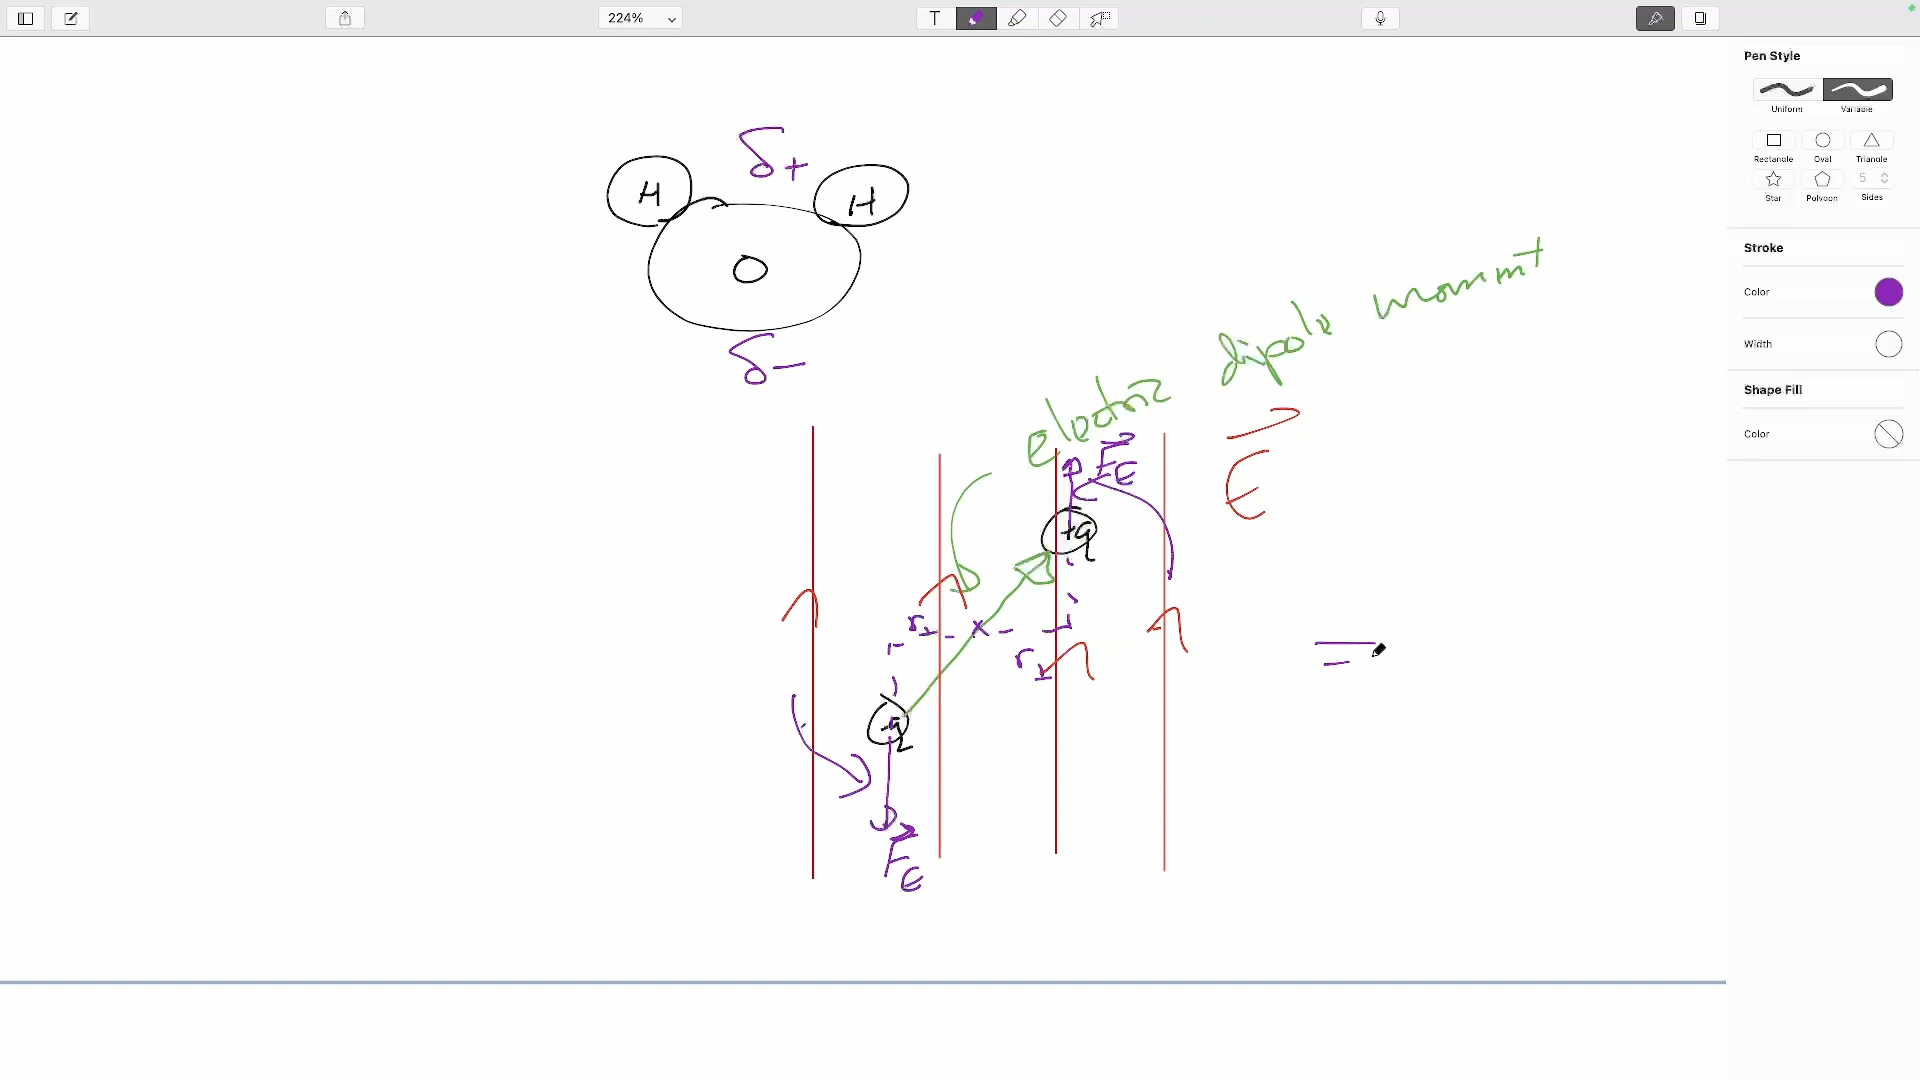 224%
T
Pen Style
Uniform Variable
Rectangle Oval Triangle
5
Star Polygon Sides
Stroke
Color
Width
Shape Fill
Color
δ+
H H
O
δ-
electric dipole moment
E
F_E
+q
r⊥
r⊥
-q
F_E
=